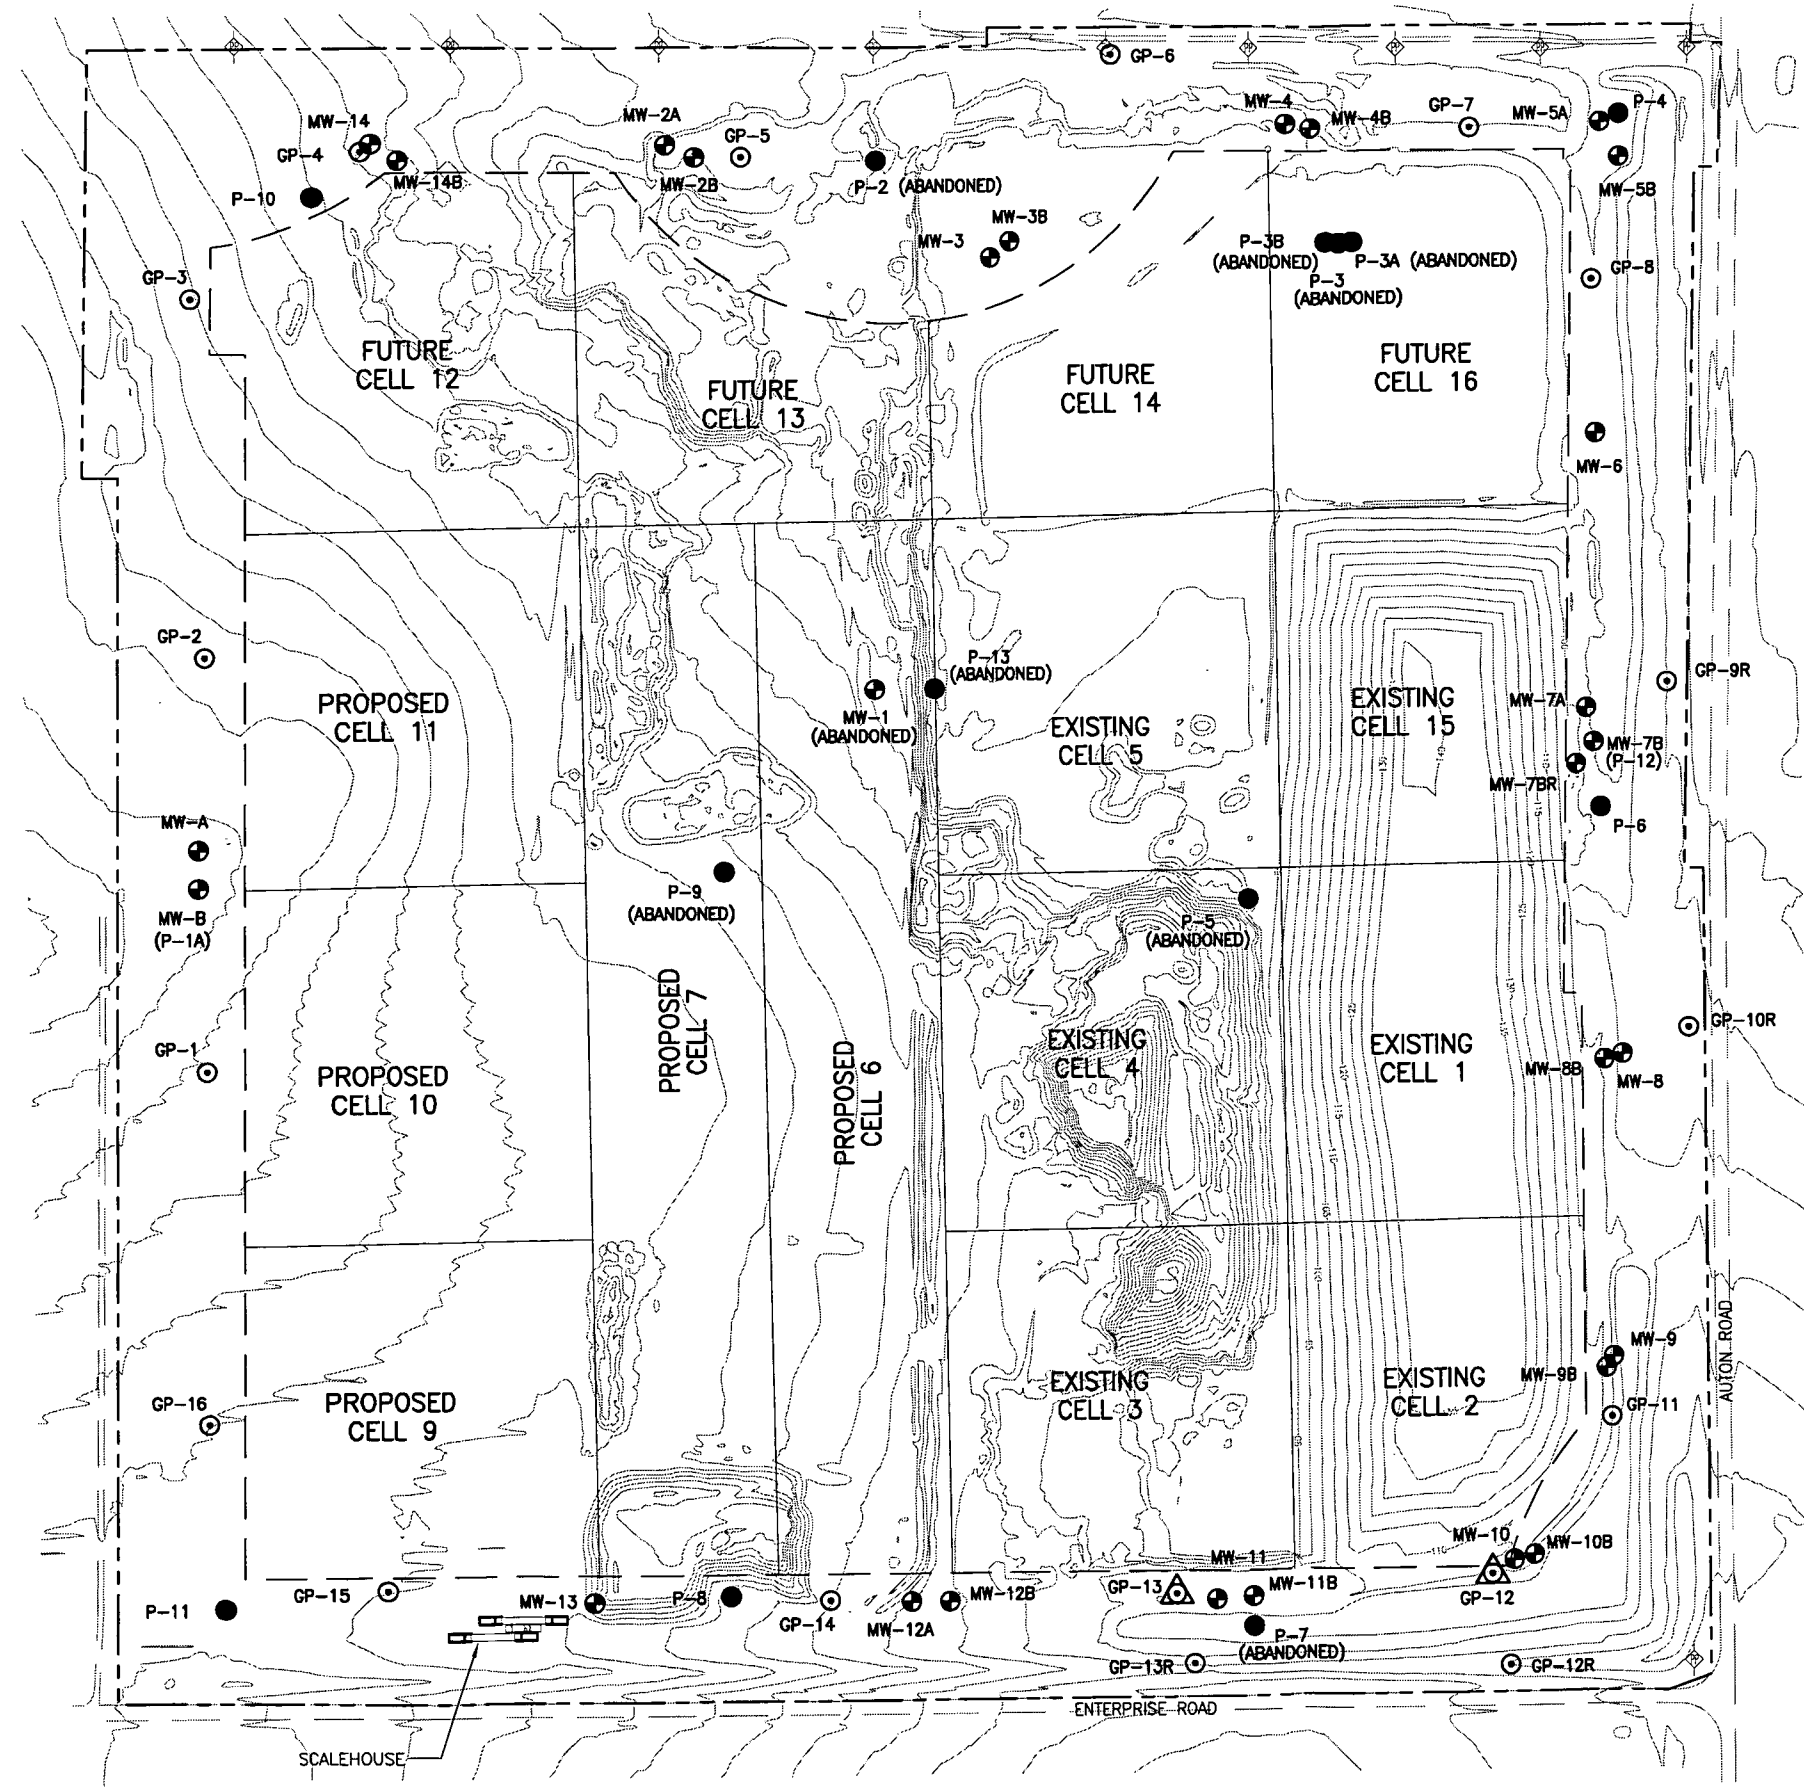 GP-6
MW-14
MW-2A
GP-5
MW-4
MW-4B
GP-7
MW-5A
P-4
GP-4
MW-14B
MW-2B
P-2 (ABANDONED)
MW-5B
P-10
MW-3B
MW-3
P-3B
(ABANDONED)
P-3A (ABANDONED)
P-3
(ABANDONED)
GP-8
GP-3
FUTURE
CELL 12
FUTURE
CELL 13
FUTURE
CELL 14
FUTURE
CELL 16
MW-6
GP-2
P-13
(ABANDONED)
GP-9R
PROPOSED
CELL 11
MW-1
(ABANDONED)
EXISTING
CELL 5
EXISTING
CELL 15
MW-7A
MW-7B
(P-12)
MW-7BR
P-6
MW-A
MW-B
(P-1A)
P-9
(ABANDONED)
P-5
(ABANDONED)
PROPOSED
CELL 7
GP-1
PROPOSED
CELL 10
PROPOSED
CELL 6
EXISTING
CELL 4
EXISTING
CELL 1
GP-10R
MW-8B
MW-8
MW-9
MW-9B
AUTON ROAD
GP-16
PROPOSED
CELL 9
EXISTING
CELL 3
EXISTING
CELL 2
GP-11
MW-10
MW-10B
MW-11
GP-15
P-11
MW-13
P-8
GP-14
MW-12A
MW-12B
GP-13
MW-11B
GP-12
P-7
(ABANDONED)
GP-13R
GP-12R
ENTERPRISE ROAD
SCALEHOUSE